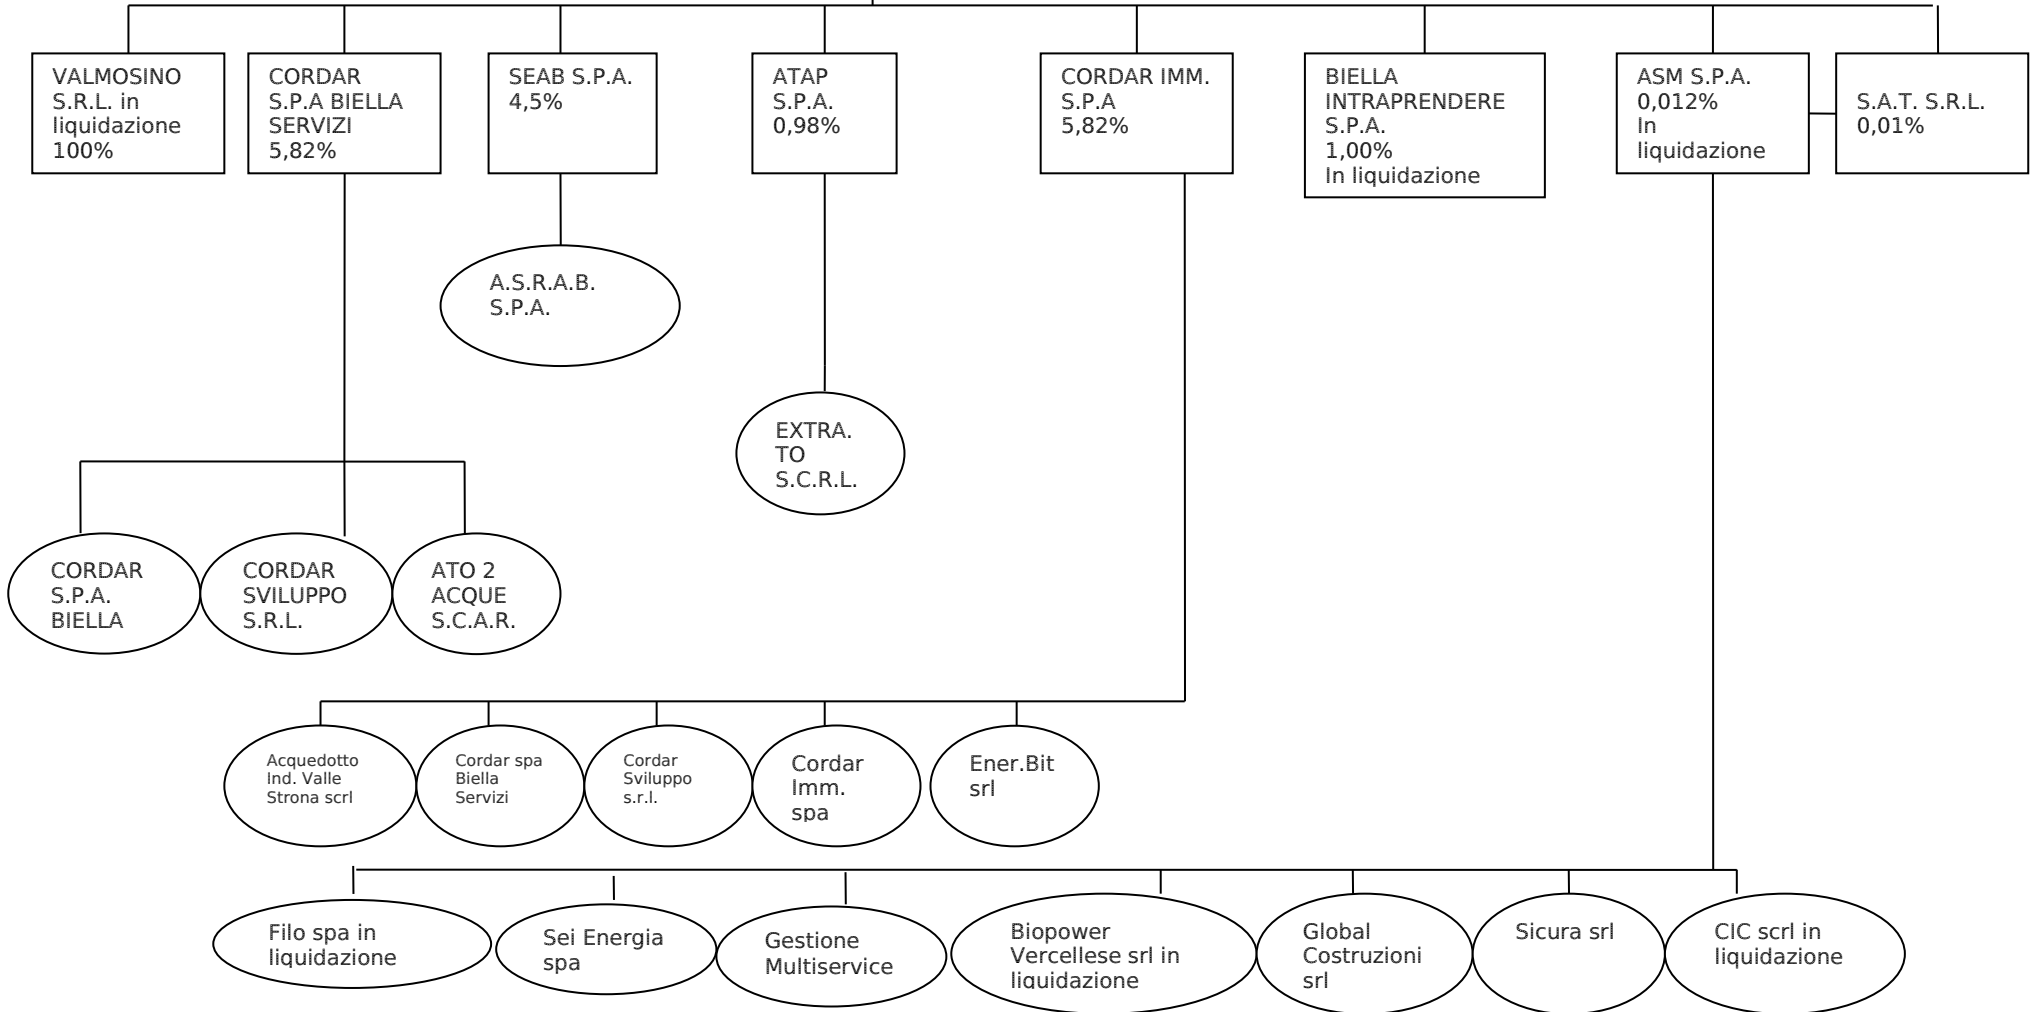 VALMOSINO
S.R.L. in
liquidazione
100%
CORDAR
S.P.A BIELLA
SERVIZI
5,82%
SEAB S.P.A.
4,5%
ATAP
S.P.A.
0,98%
CORDAR IMM.
S.P.A
5,82%
BIELLA
INTRAPRENDERE
S.P.A.
1,00%
In liquidazione
ASM S.P.A.
0,012%
In
liquidazione
S.A.T. S.R.L.
0,01%
A.S.R.A.B.
S.P.A.
EXTRA.
TO
S.C.R.L.
CORDAR
S.P.A.
BIELLA
CORDAR
SVILUPPO
S.R.L.
ATO 2
ACQUE
S.C.A.R.
Acquedotto
Ind. Valle
Strona scrl
Cordar spa
Biella
Servizi
Cordar
Sviluppo
s.r.l.
Cordar
Imm.
spa
Ener.Bit
srl
Filo spa in
liquidazione
Sei Energia
spa
Gestione
Multiservice
Biopower
Vercellese srl in
liquidazione
Global
Costruzioni
srl
Sicura srl
CIC scrl in
liquidazione